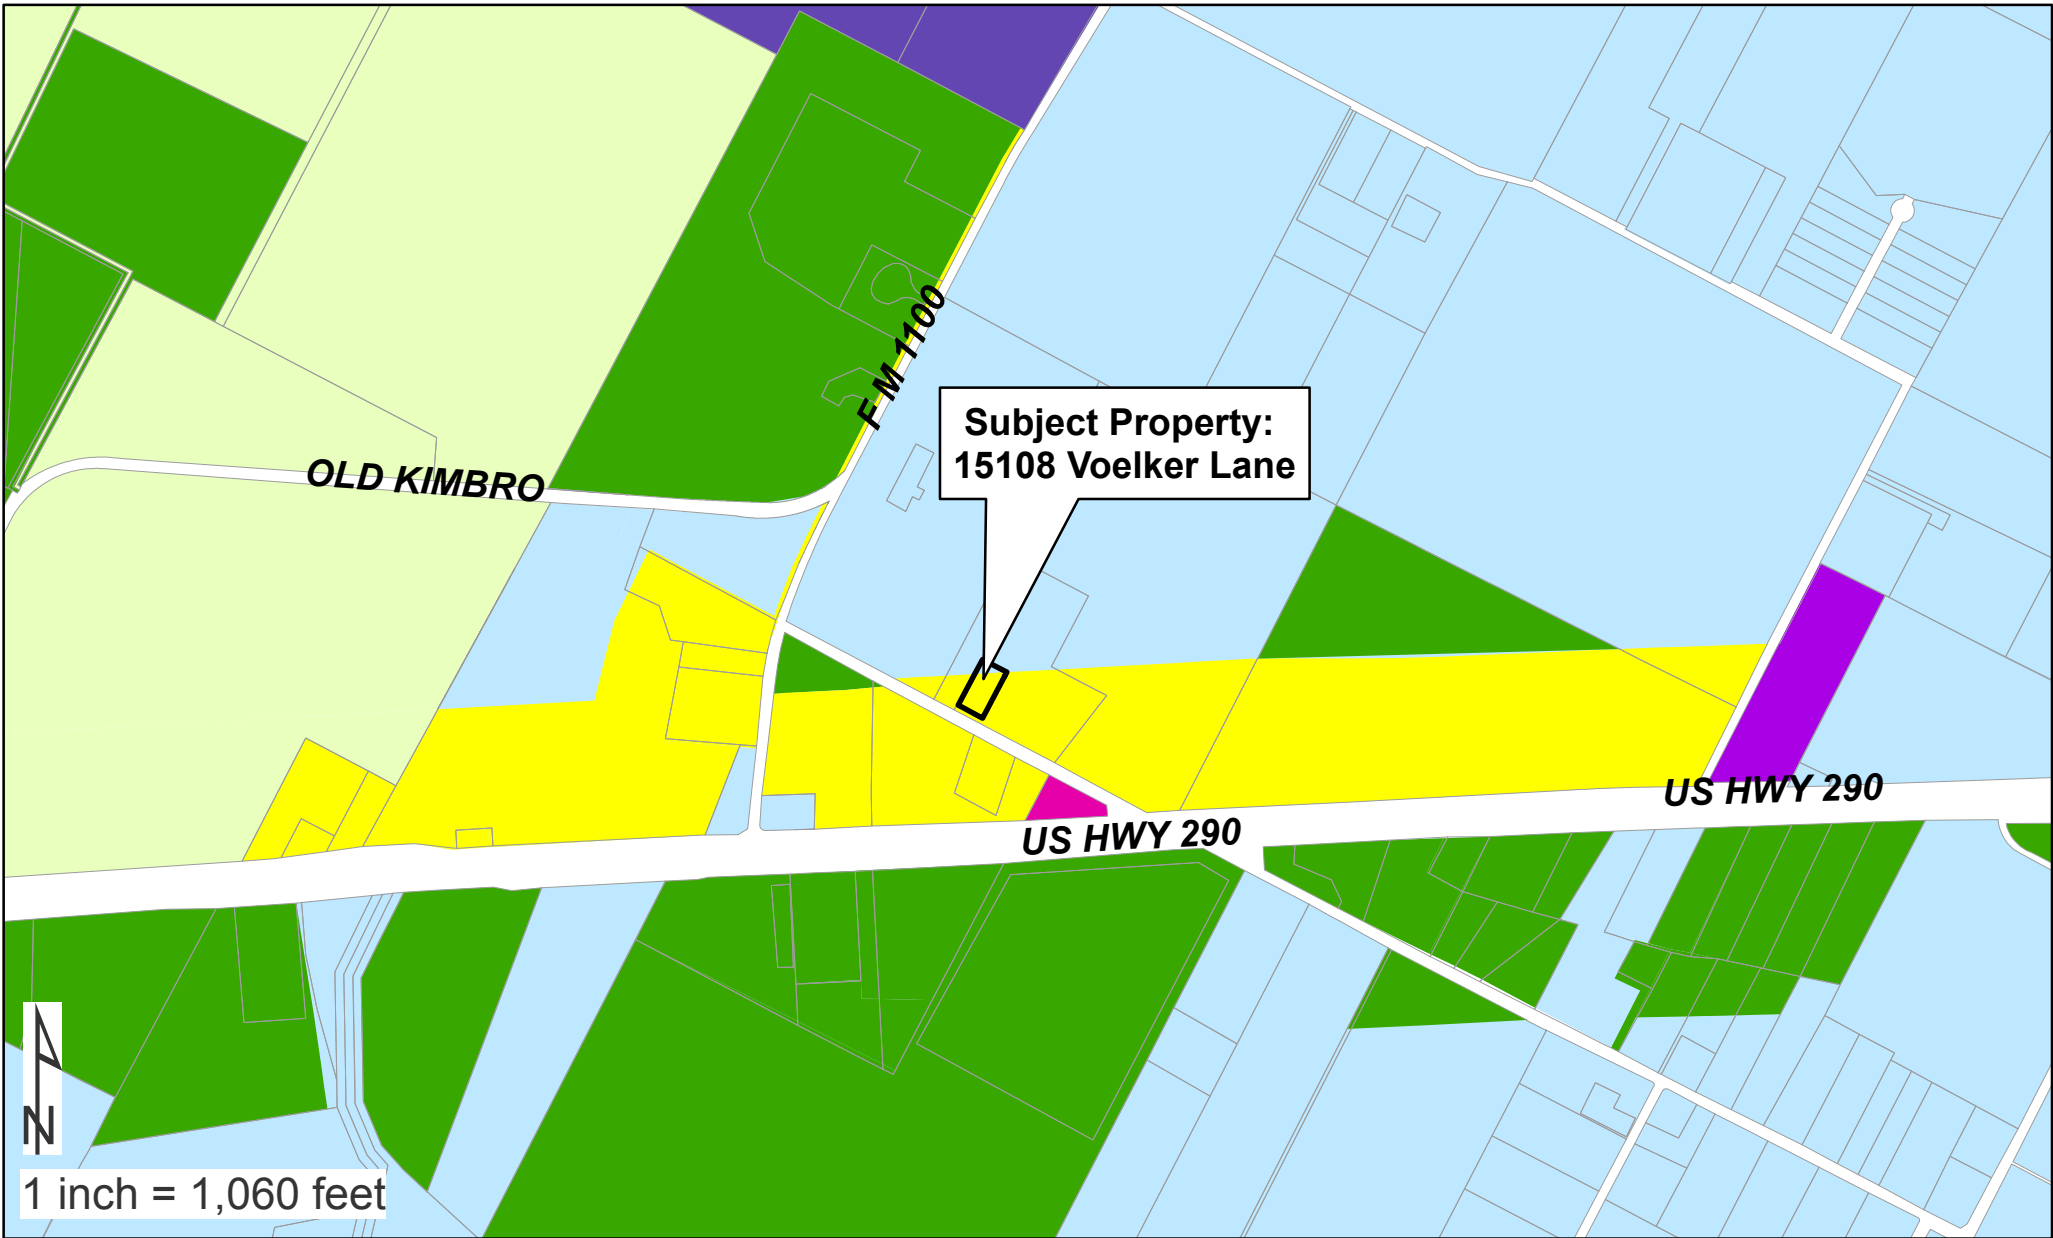 F M 1100
Subject Property:
15108 Voelker Lane
OLD KIMBRO
US HWY 290
US HWY 290
N
1 inch = 1,060 feet